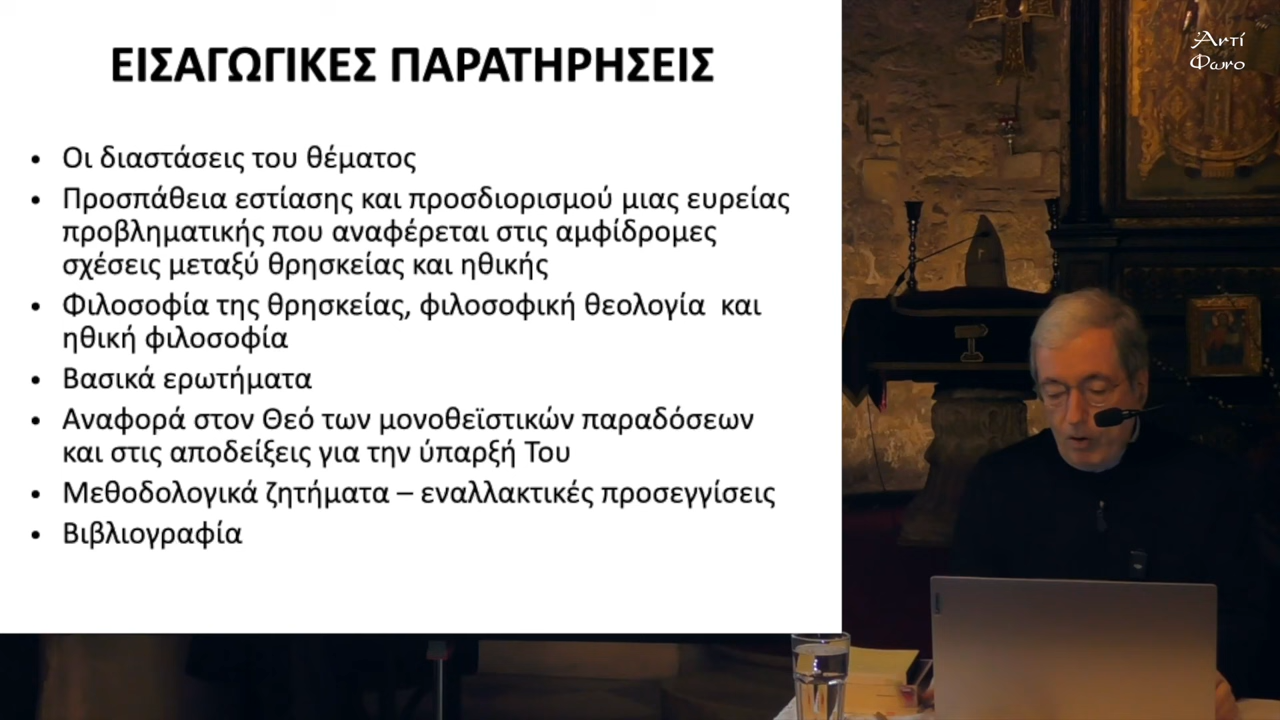 ΕΙΣΑΓΩΓΙΚΕΣ ΠΑΡΑΤΗΡΗΣΕΙΣ
• Οι διαστάσεις του θέματος
• Προσπάθεια εστίασης και προσδιορισμού μιας ευρείας
προβληματικής που αναφέρεται στις αμφίδρομες
σχέσεις μεταξύ θρησκείας και ηθικής
• Φιλοσοφία της θρησκείας, φιλοσοφική θεολογία και
ηθική φιλοσοφία
• Βασικά ερωτήματα
• Αναφορά στον Θεό των μονοθεϊστικών παραδόσεων
και στις αποδείξεις για την ύπαρξή Του
• Μεθοδολογικά ζητήματα – εναλλακτικές προσεγγίσεις
• Βιβλιογραφία
Ἀντί
Φωνο